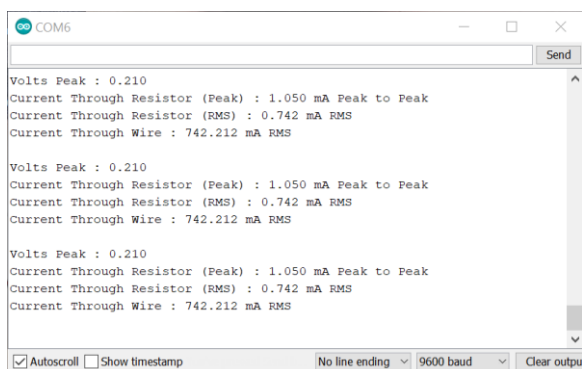 COM6
Send
Volts Peak : 0.210
Current Through Resistor (Peak) : 1.050 mA Peak to Peak
Current Through Resistor (RMS) : 0.742 mA RMS
Current Through Wire : 742.212 mA RMS
Volts Peak : 0.210
Current Through Resistor (Peak) : 1.050 mA Peak to Peak
Current Through Resistor (RMS) : 0.742 mA RMS
Current Through Wire : 742.212 mA RMS
Volts Peak : 0.210
Current Through Resistor (Peak) : 1.050 mA Peak to Peak
Current Through Resistor (RMS) : 0.742 mA RMS
Current Through Wire : 742.212 mA RMS
Autoscroll Show timestamp No line ending 9600 baud Clear outpu